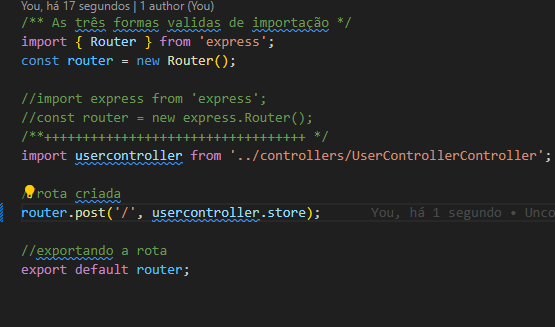 You, há 17 segundos | 1 author (You)
/** As três formas validas de importação */
import { Router } from 'express';
const router = new Router();
//import express from 'express';
//const router = new express.Router();
/**++++++++++++++++++++++++++++++++++ */
import usercontroller from '../controllers/UserControllerController';
//rota criada
router.post('/', usercontroller.store); You, há 1 segundo • Unco
//exportando a rota
export default router;